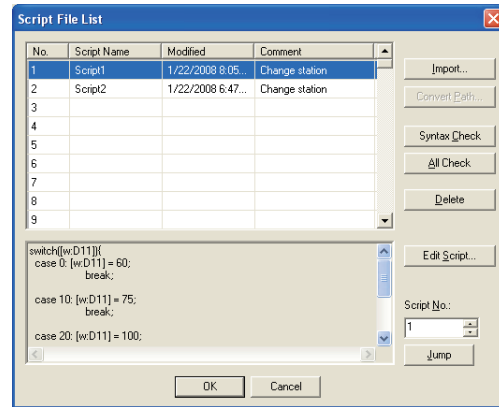 Script File List
No. Script Name Modified Comment
1 Script1 1/22/2008 8:05... Change station
2 Script2 1/22/2008 6:47... Change station
3
4
5
6
7
8
9
Import...
Convert Path...
Syntax Check
All Check
Delete
switch([w:D11]){
case 0: [w:D11] = 60;
break;
case 10: [w:D11] = 75;
break;
case 20: [w:D11] = 100;
Edit Script...
Script No.:
1
Jump
OK Cancel